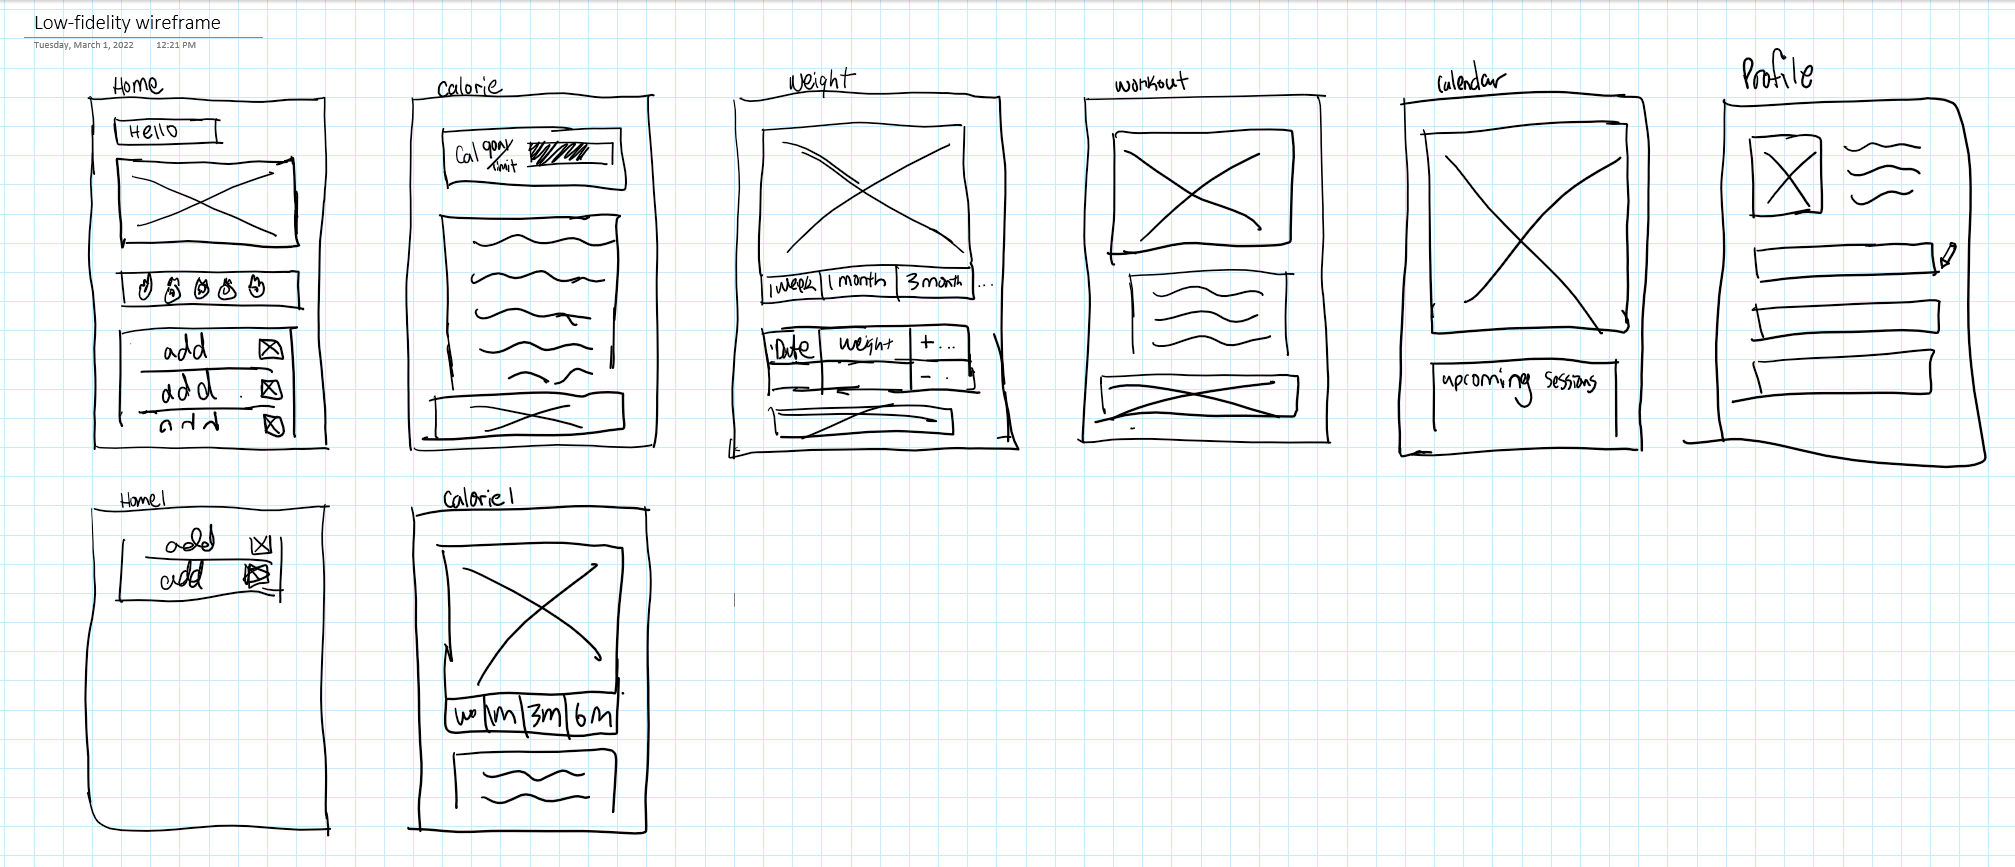 Low-fidelity wireframe
Tuesday, March 1, 2022 12:21 PM
Home
Hello
add
add
add
Calorie
Cal goal/limit
Weight
1 week 1 month 3 month ...
Date weight + ...
- .
workout
Calendar
upcoming sessions
Profile
Home1
add
add
Calorie1
1m 3m 6m